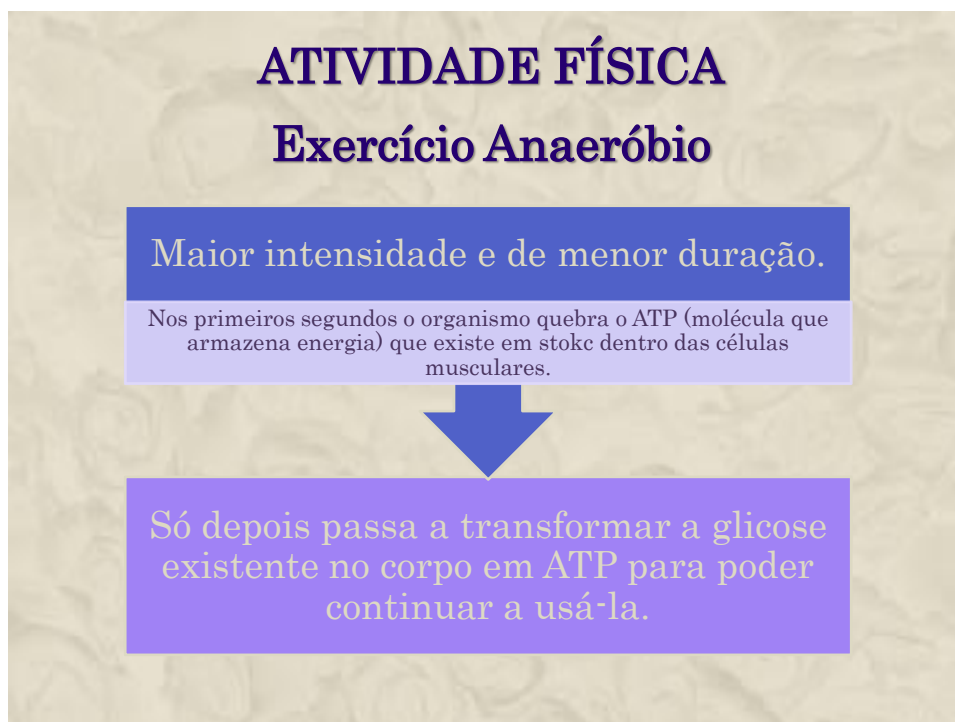 ATIVIDADE FÍSICA
Exercício Anaeróbio
Maior intensidade e de menor duração.
Nos primeiros segundos o organismo quebra o ATP (molécula que
armazena energia) que existe em stokc dentro das células
musculares.
Só depois passa a transformar a glicose
existente no corpo em ATP para poder
continuar a usá-la.